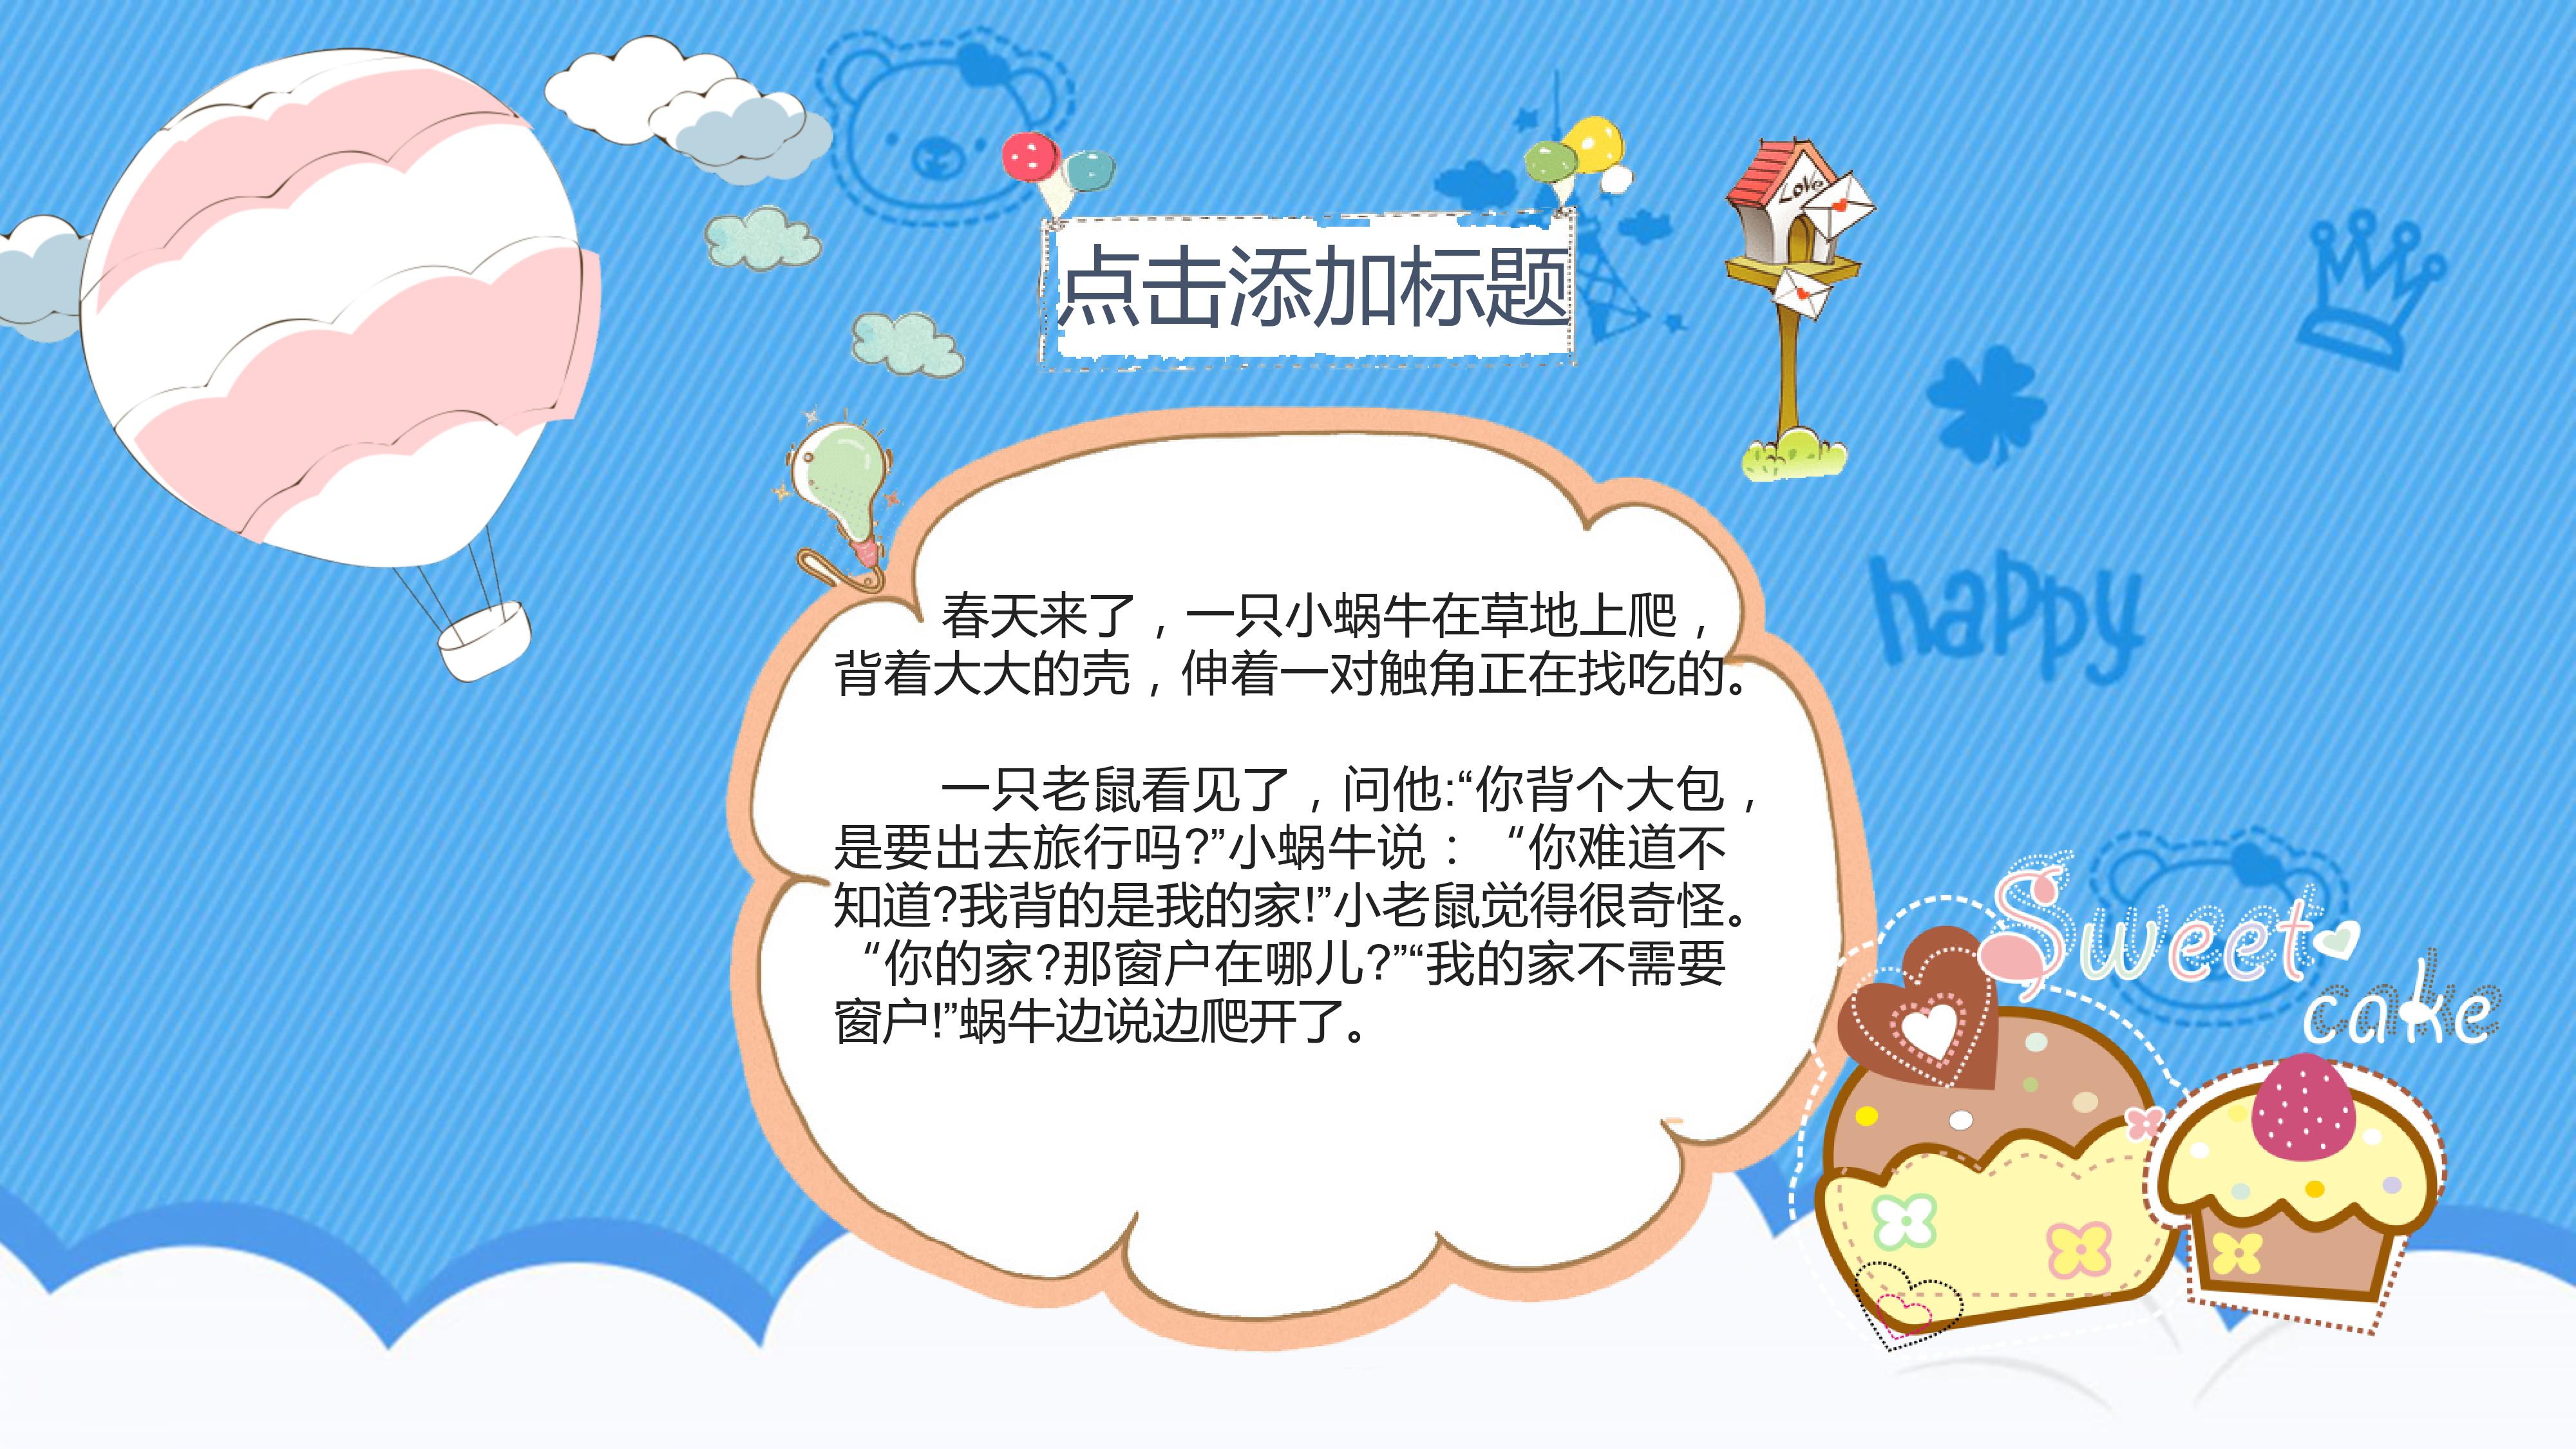 Love
点击添加标题
happy
春天来了，一只小蜗牛在草地上爬，
背着大大的壳，伸着一对触角正在找吃的。
一只老鼠看见了，问他:“你背个大包，
是要出去旅行吗?”小蜗牛说：“你难道不
知道?我背的是我的家!”小老鼠觉得很奇怪。
“你的家?那窗户在哪儿?”“我的家不需要
窗户!”蜗牛边说边爬开了。
Sweet
cake